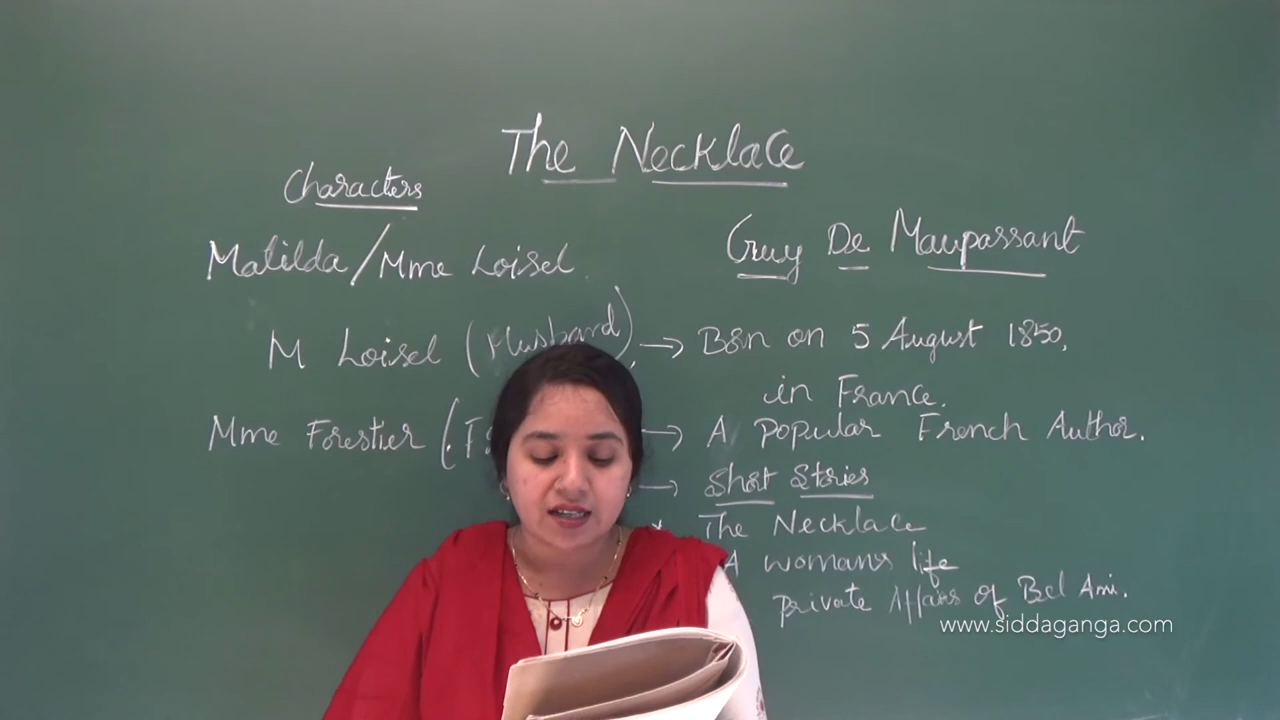 The Necklace
Characters
Matilda/Mme Loisel.
M Loisel (Husband)
Mme Forestier (
Guy De Maupassant
→ Born on 5 August 1850,
in France.
→ A popular French Author.
→ Short Stories
* The Necklace
A womans life
private Affairs of Bel Ami.
www.siddaganga.com